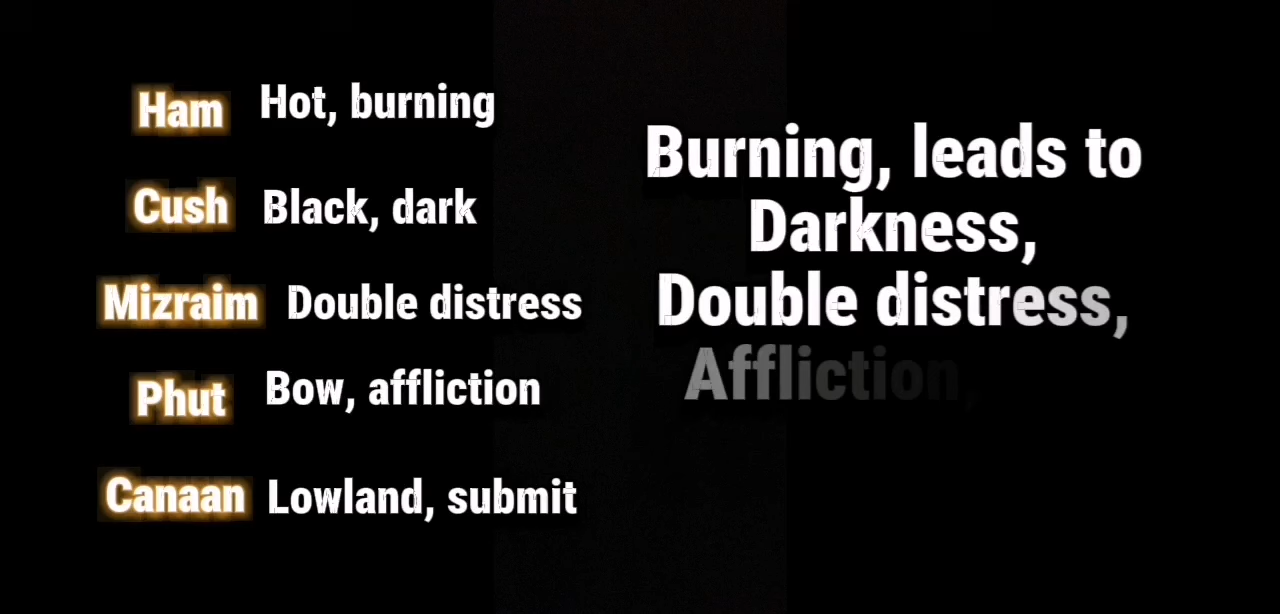 Ham Hot, burning
Cush Black, dark
Mizraim Double distress
Phut Bow, affliction
Canaan Lowland, submit
Burning, leads to
Darkness,
Double distress,
Affliction,